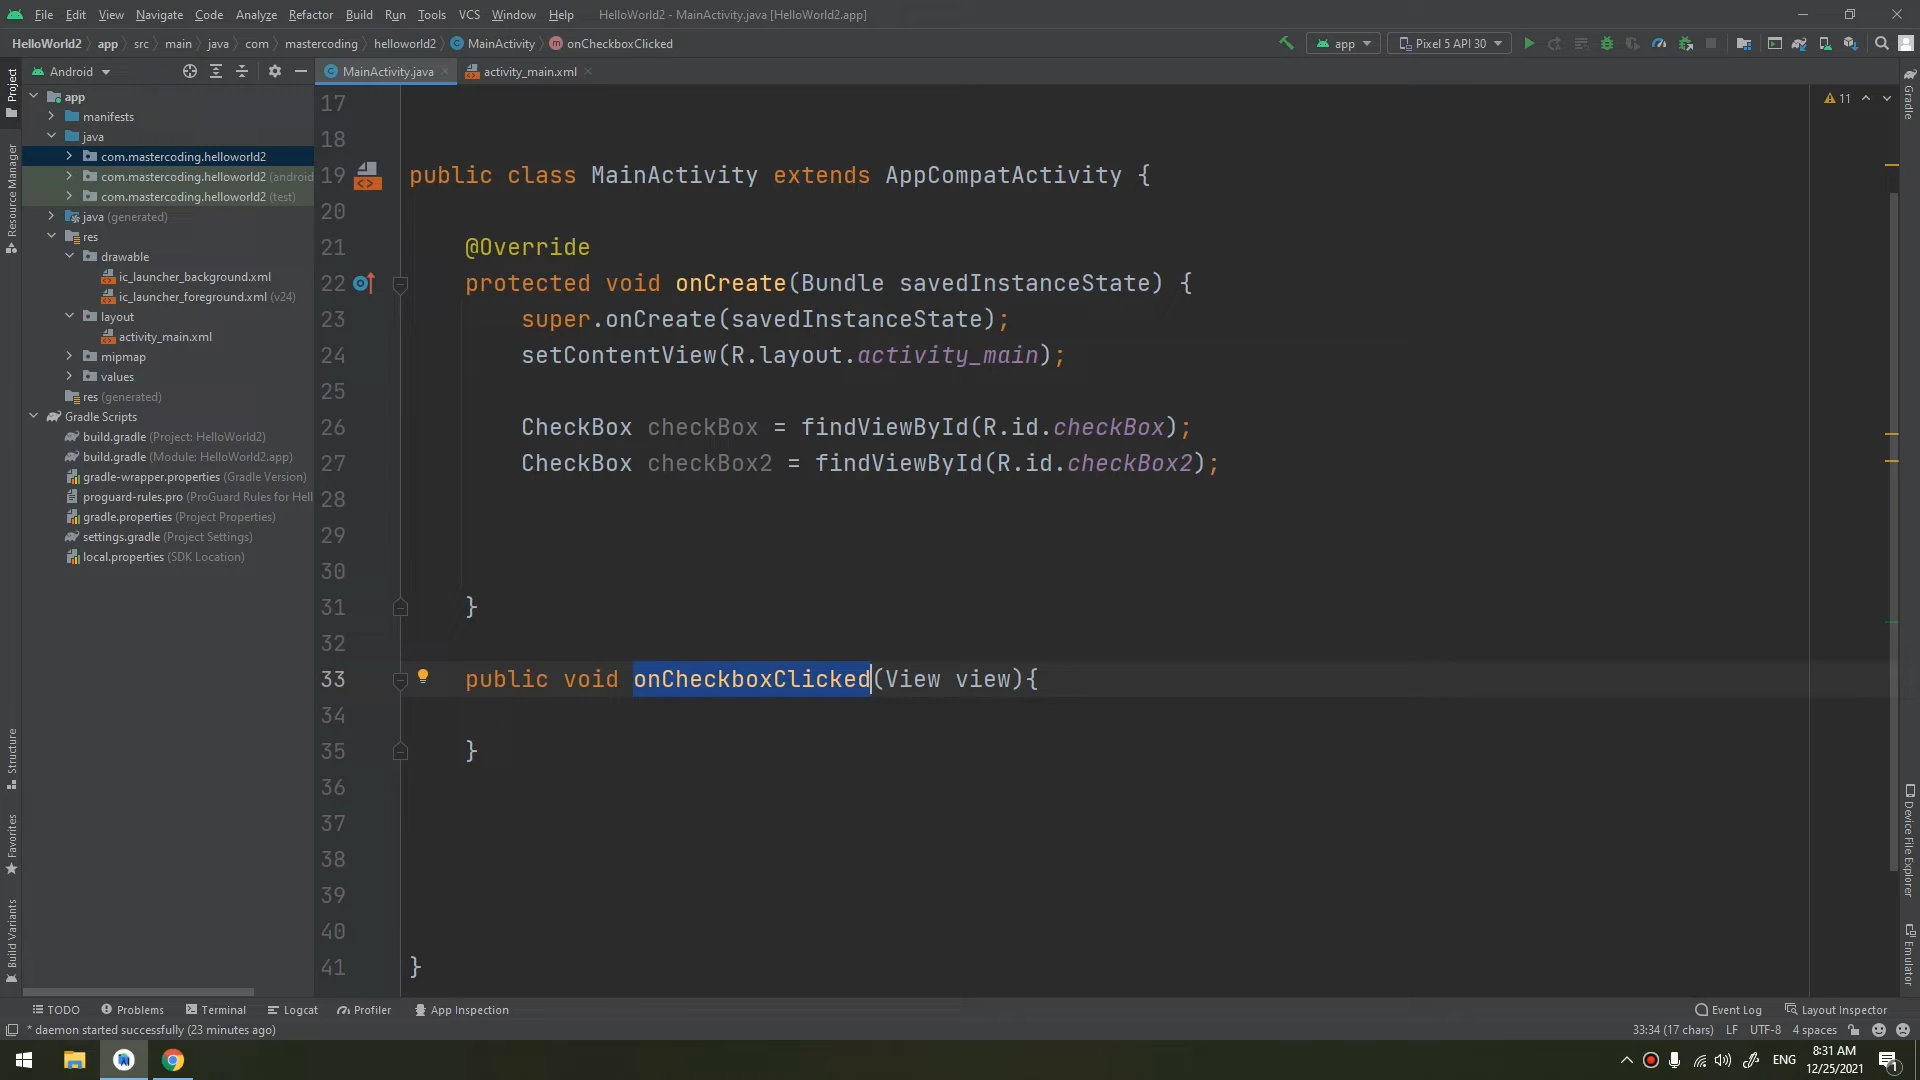 File Edit View Navigate Code Analyze Refactor Build Run Tools VCS Window Help HelloWorld2 - MainActivity.java [HelloWorld2.app]
HelloWorld2 app src main java com mastercoding helloworld2 MainActivity onCheckboxClicked app Pixel 5 API 30
Android MainActivity.java activity_main.xml
Project
Resource Manager
Structure
Favorites
Build Variants
app
manifests
java
com.mastercoding.helloworld2
com.mastercoding.helloworld2 (android
com.mastercoding.helloworld2 (test)
java (generated)
res
drawable
ic_launcher_background.xml
ic_launcher_foreground.xml (v24)
layout
activity_main.xml
mipmap
values
res (generated)
Gradle Scripts
build.gradle (Project: HelloWorld2)
build.gradle (Module: HelloWorld2.app)
gradle-wrapper.properties (Gradle Version)
proguard-rules.pro (ProGuard Rules for Hell
gradle.properties (Project Properties)
settings.gradle (Project Settings)
local.properties (SDK Location)
11
17
18
19 public class MainActivity extends AppCompatActivity {
20
21 @Override
22 protected void onCreate(Bundle savedInstanceState) {
23 super.onCreate(savedInstanceState);
24 setContentView(R.layout.activity_main);
25
26 CheckBox checkBox = findViewById(R.id.checkBox);
27 CheckBox checkBox2 = findViewById(R.id.checkBox2);
28
29
30
31 }
32
33 public void onCheckboxClicked(View view){
34
35 }
36
37
38
39
40
41 }
Gradle
Device File Explorer
Emulator
TODO Problems Terminal Logcat Profiler App Inspection Event Log Layout Inspector
* daemon started successfully (23 minutes ago) 33:34 (17 chars) LF UTF-8 4 spaces
ENG 8:31 AM
12/25/2021
1